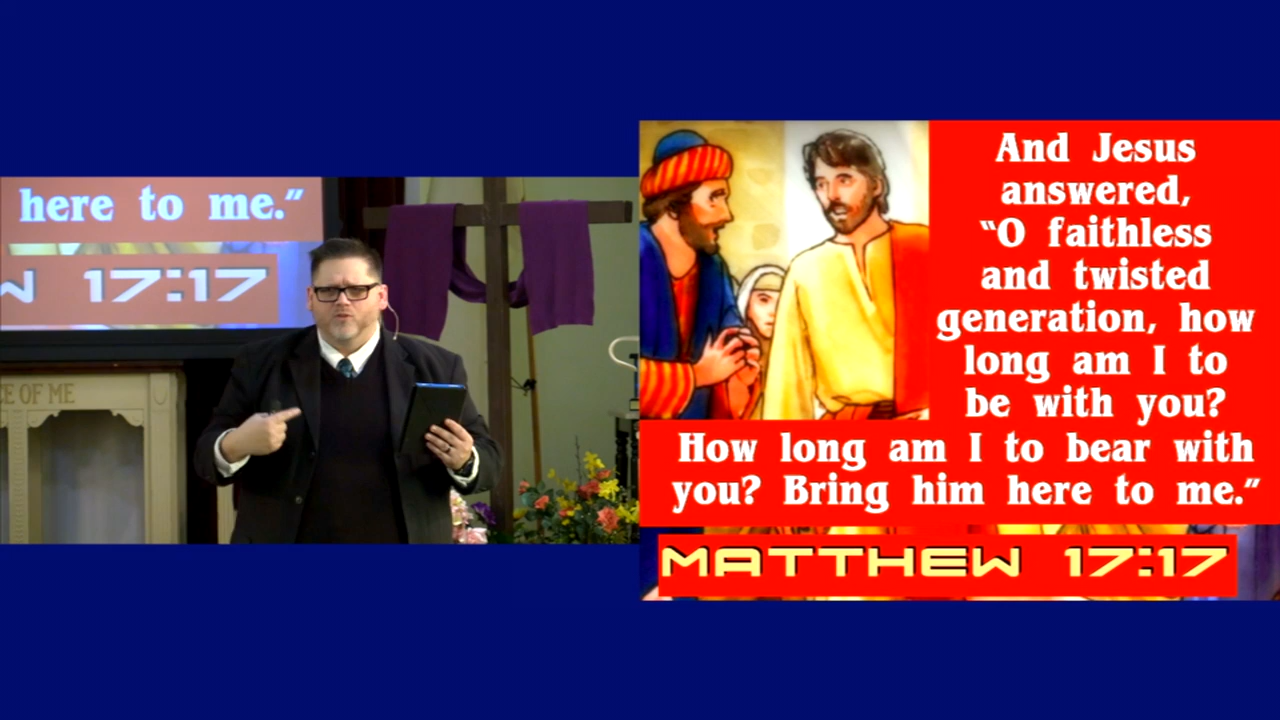 here to me.”
17:17
OF ME
And Jesus
answered,
“O faithless
and twisted
generation, how
long am I to
be with you?
How long am I to bear with
you? Bring him here to me.”
MATTHEW 17:17